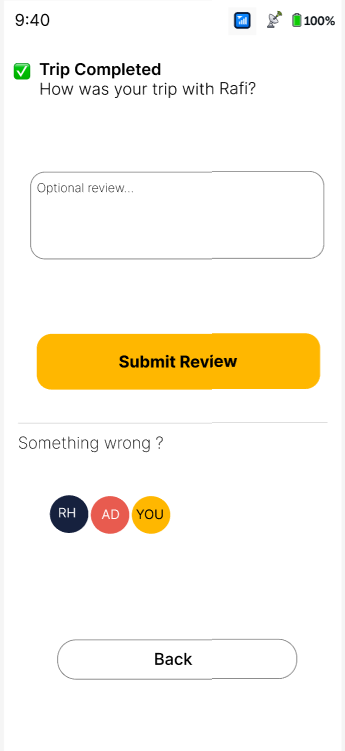 9:40
100%
Trip Completed
How was your trip with Rafi?
Optional review...
Submit Review
Something wrong ?
RH AD YOU
Back